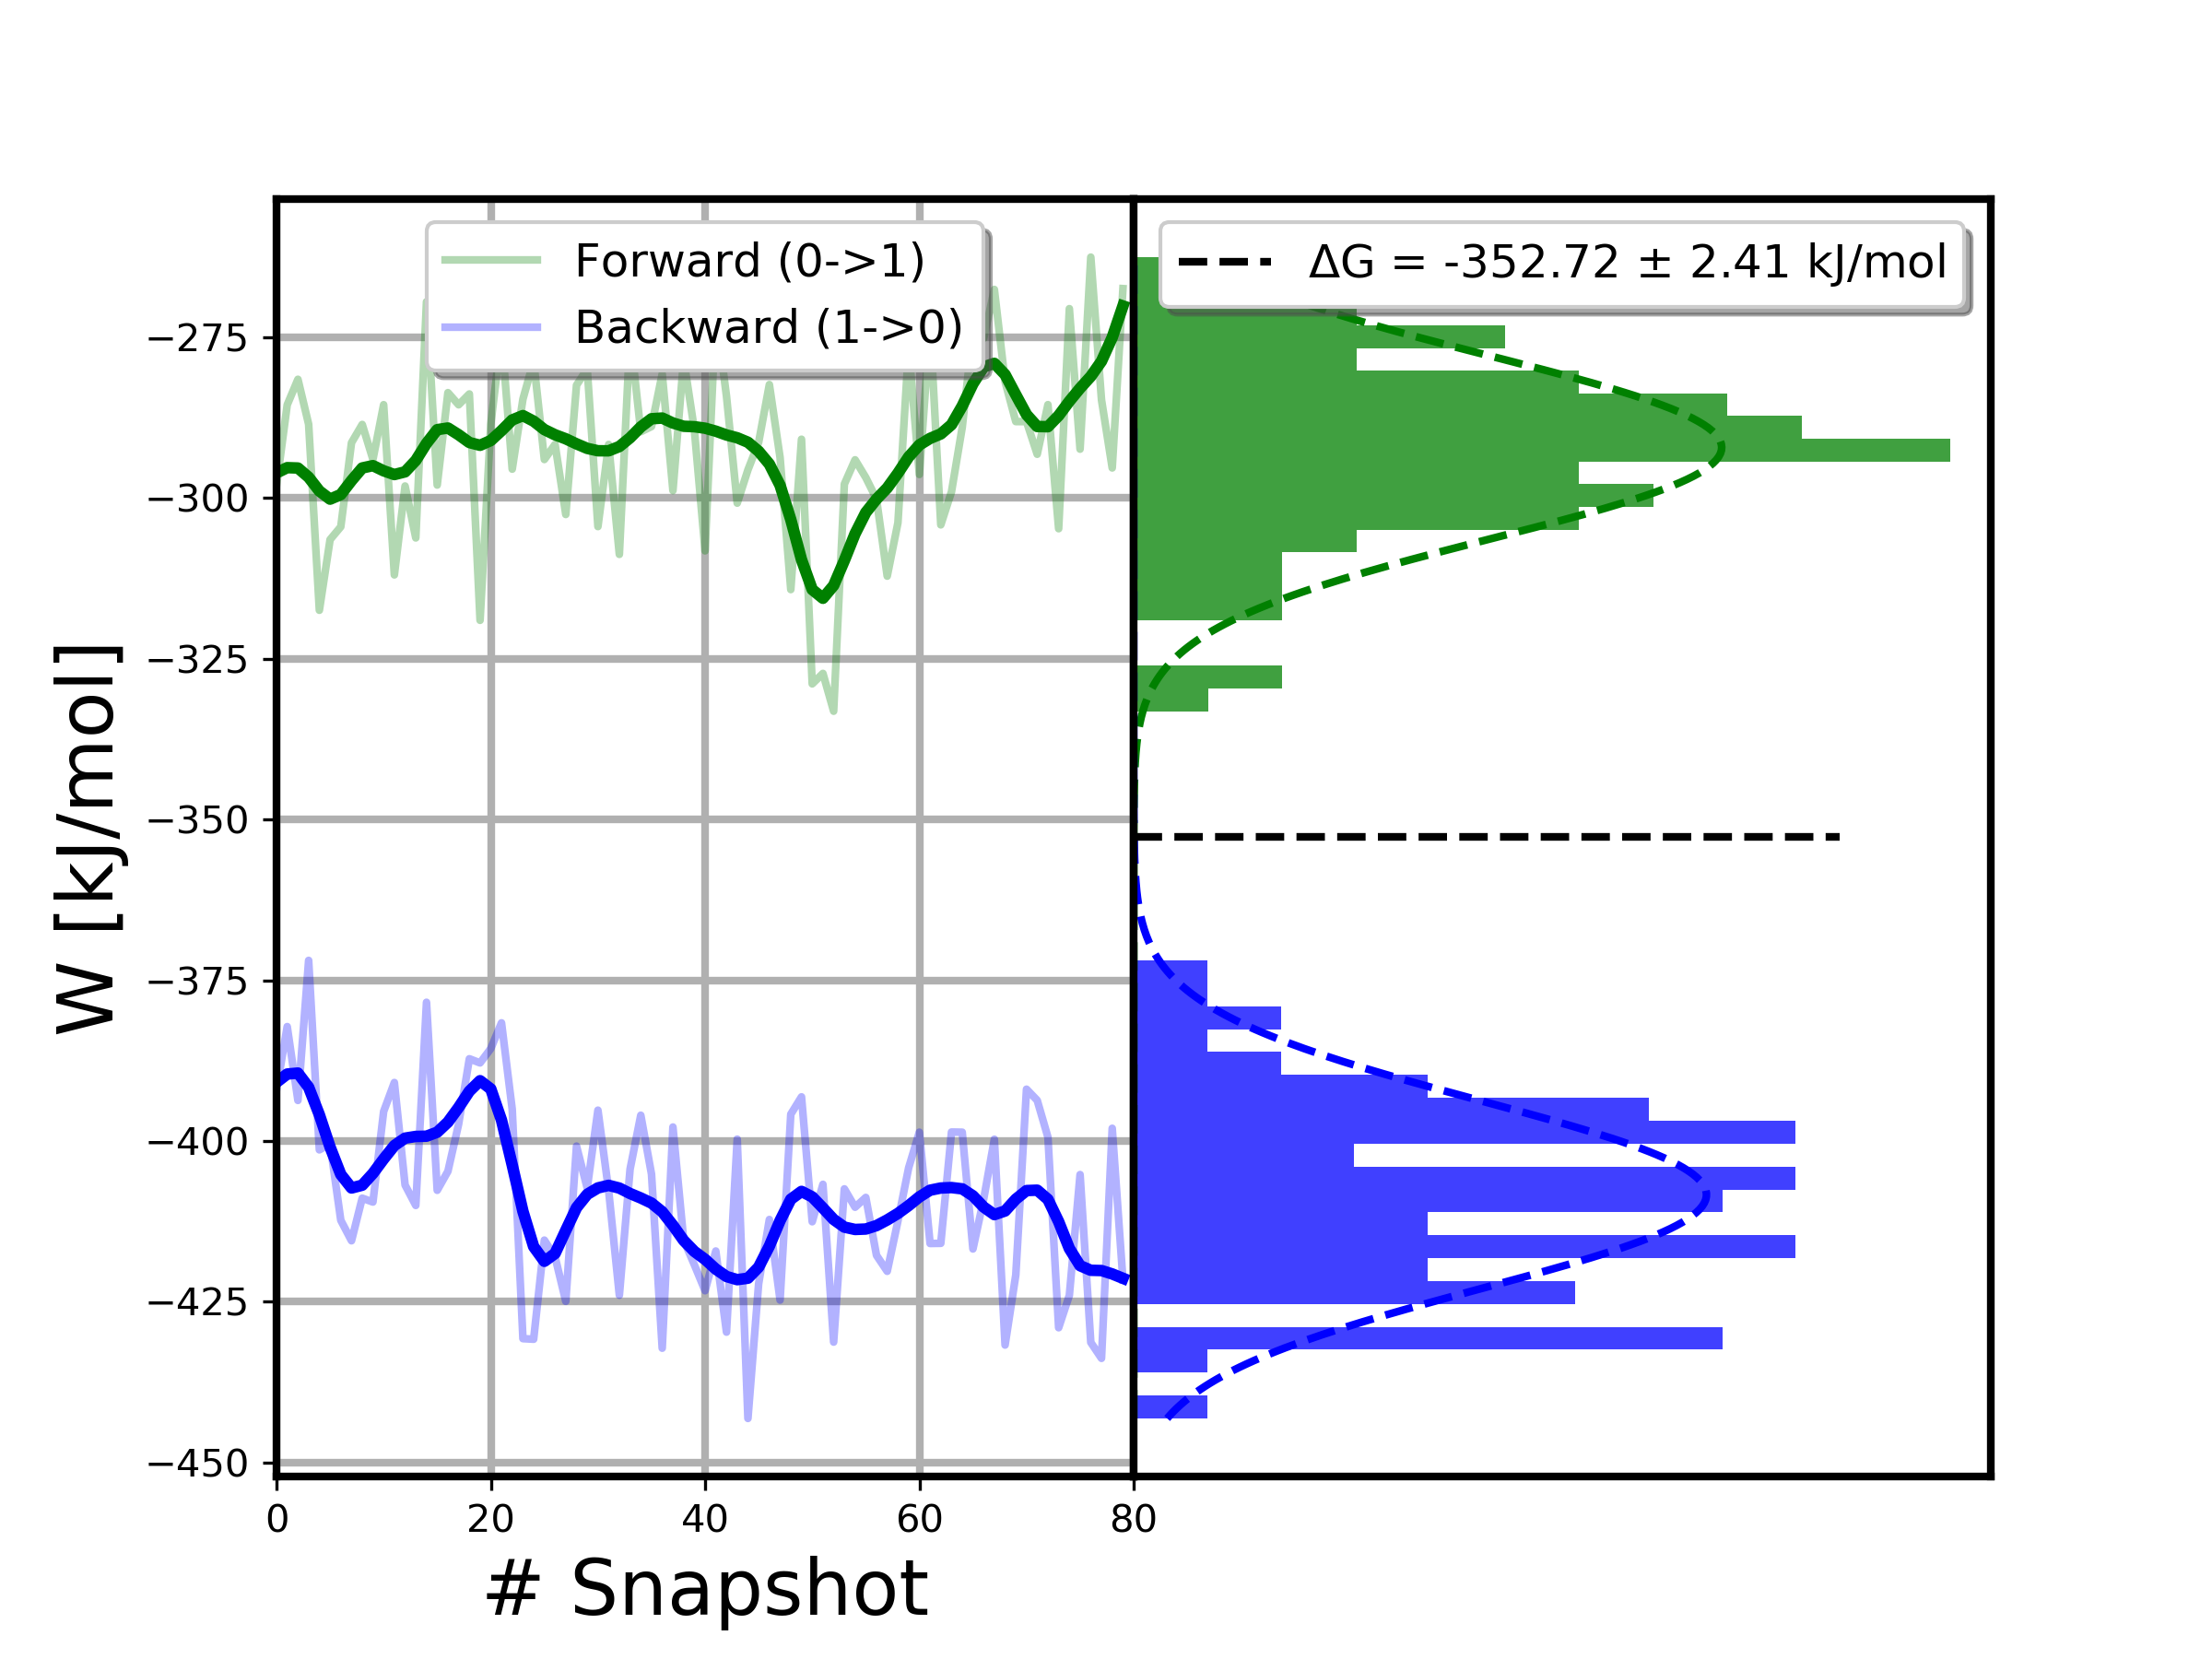 Forward (0->1)
Backward (1->0)
ΔG = -352.72 ± 2.41 kJ/mol
W [kJ/mol]
−275
−300
−325
−350
−375
−400
−425
−450
0 20 40 60 80
# Snapshot